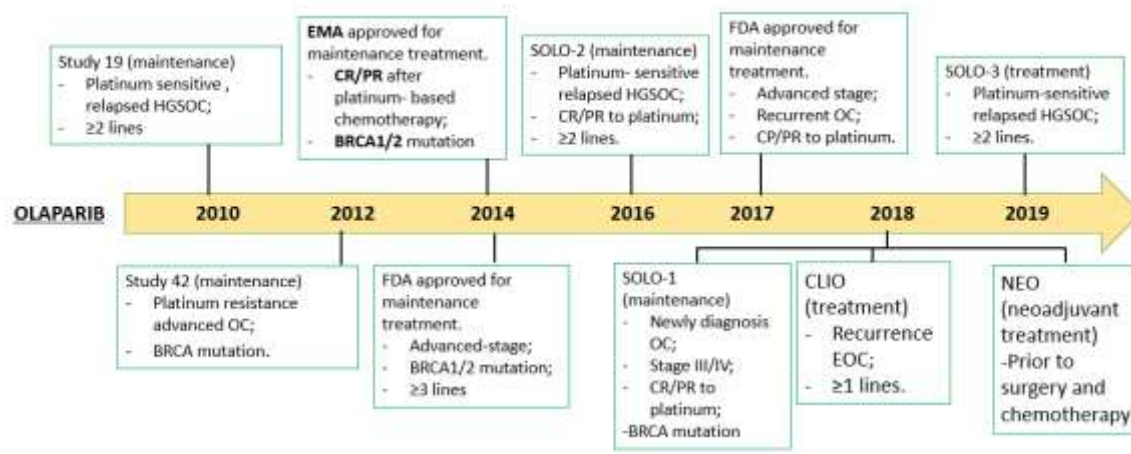 Study 19 (maintenance)
- Platinum sensitive ,
relapsed HGSOC;
- ≥2 lines
EMA approved for
maintenance treatment.
- CR/PR after
platinum- based
chemotherapy;
- BRCA1/2 mutation
SOLO-2 (maintenance)
- Platinum- sensitive
relapsed HGSOC;
- CR/PR to platinum;
- ≥2 lines.
FDA approved for
maintenance
treatment.
- Advanced stage;
- Recurrent OC;
- CP/PR to platinum.
SOLO-3 (treatment)
- Platinum-sensitive
relapsed HGSOC;
- ≥2 lines.
OLAPARIB 2010 2012 2014 2016 2017 2018 2019
Study 42 (maintenance)
- Platinum resistance
advanced OC;
- BRCA mutation.
FDA approved for
maintenance
treatment.
- Advanced-stage;
- BRCA1/2 mutation;
- ≥3 lines
SOLO-1
(maintenance)
- Newly diagnosis
OC;
- Stage III/IV;
- CR/PR to
platinum;
-BRCA mutation
CLIO
(treatment)
- Recurrence
EOC;
- ≥1 lines.
NEO
(neoadjuvant
treatment)
-Prior to
surgery and
chemotherapy